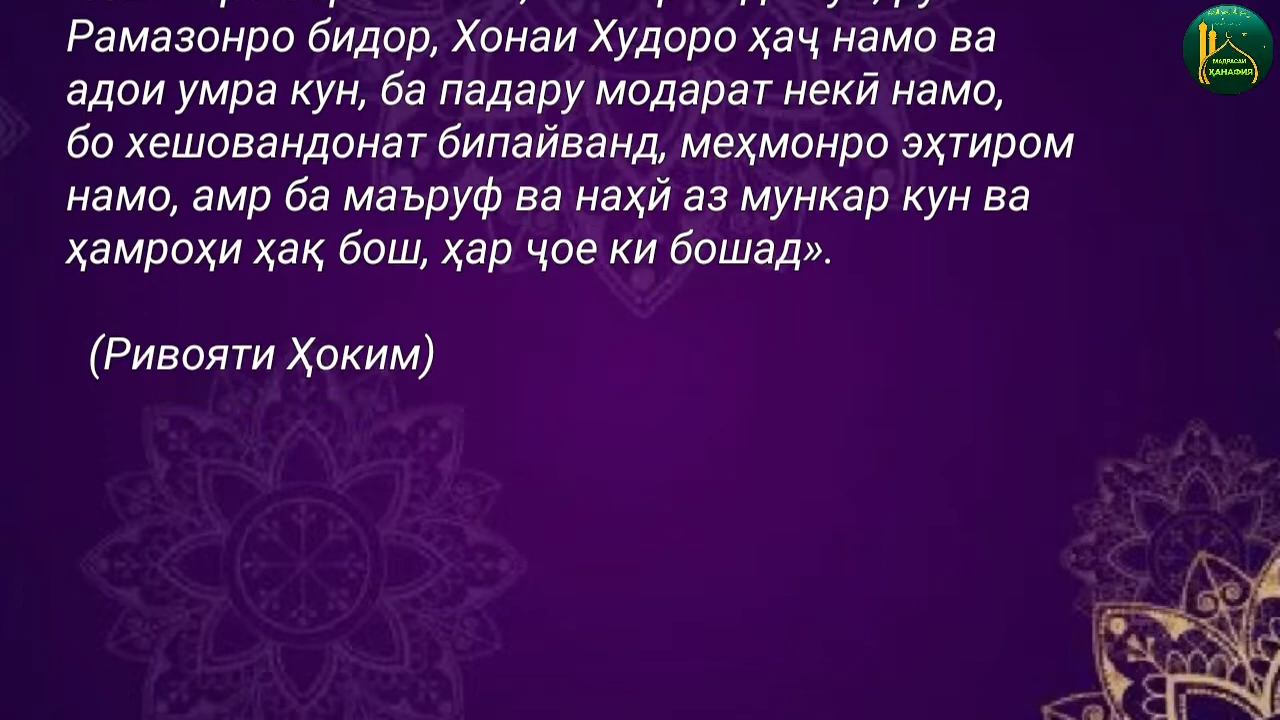 Рамазонро бидор, Хонаи Худоро ҳаҷ намо ва
адои умра кун, ба падару модарат некӣ намо,
бо хешовандонат бипайванд, меҳмонро эҳтиром
намо, амр ба маъруф ва наҳй аз мункар кун ва
ҳамроҳи ҳақ бош, ҳар ҷое ки бошад».
(Ривояти Ҳоким)
МАДРАСАИ
ҲАНАФИЯ